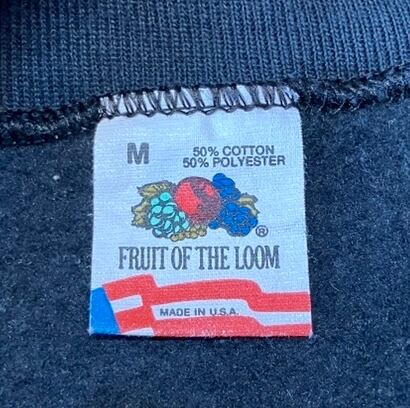 M
50% COTTON
50% POLYESTER
®
FRUIT OF THE LOOM
MADE IN U.S.A.